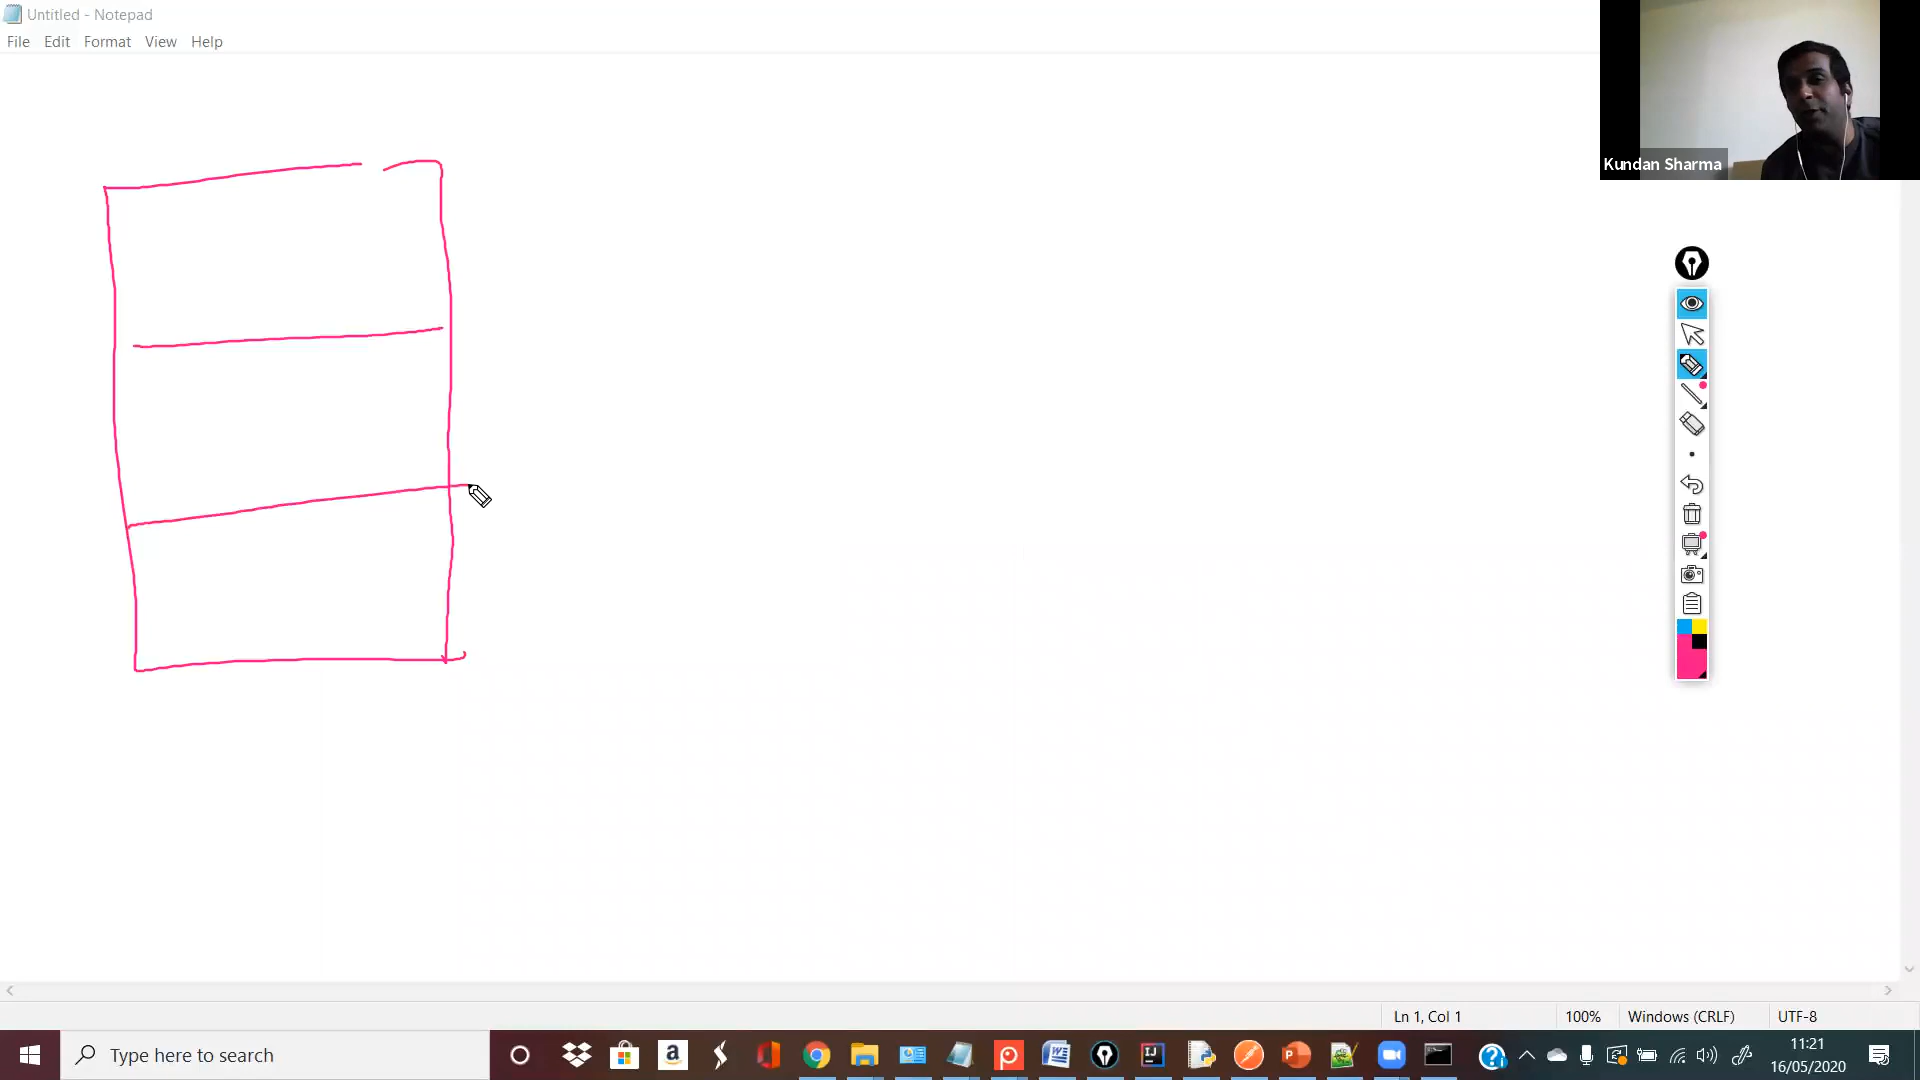 Untitled - Notepad
File Edit Format View Help
Kundan Sharma
Ln 1, Col 1 100% Windows (CRLF) UTF-8
Type here to search
11:21
16/05/2020